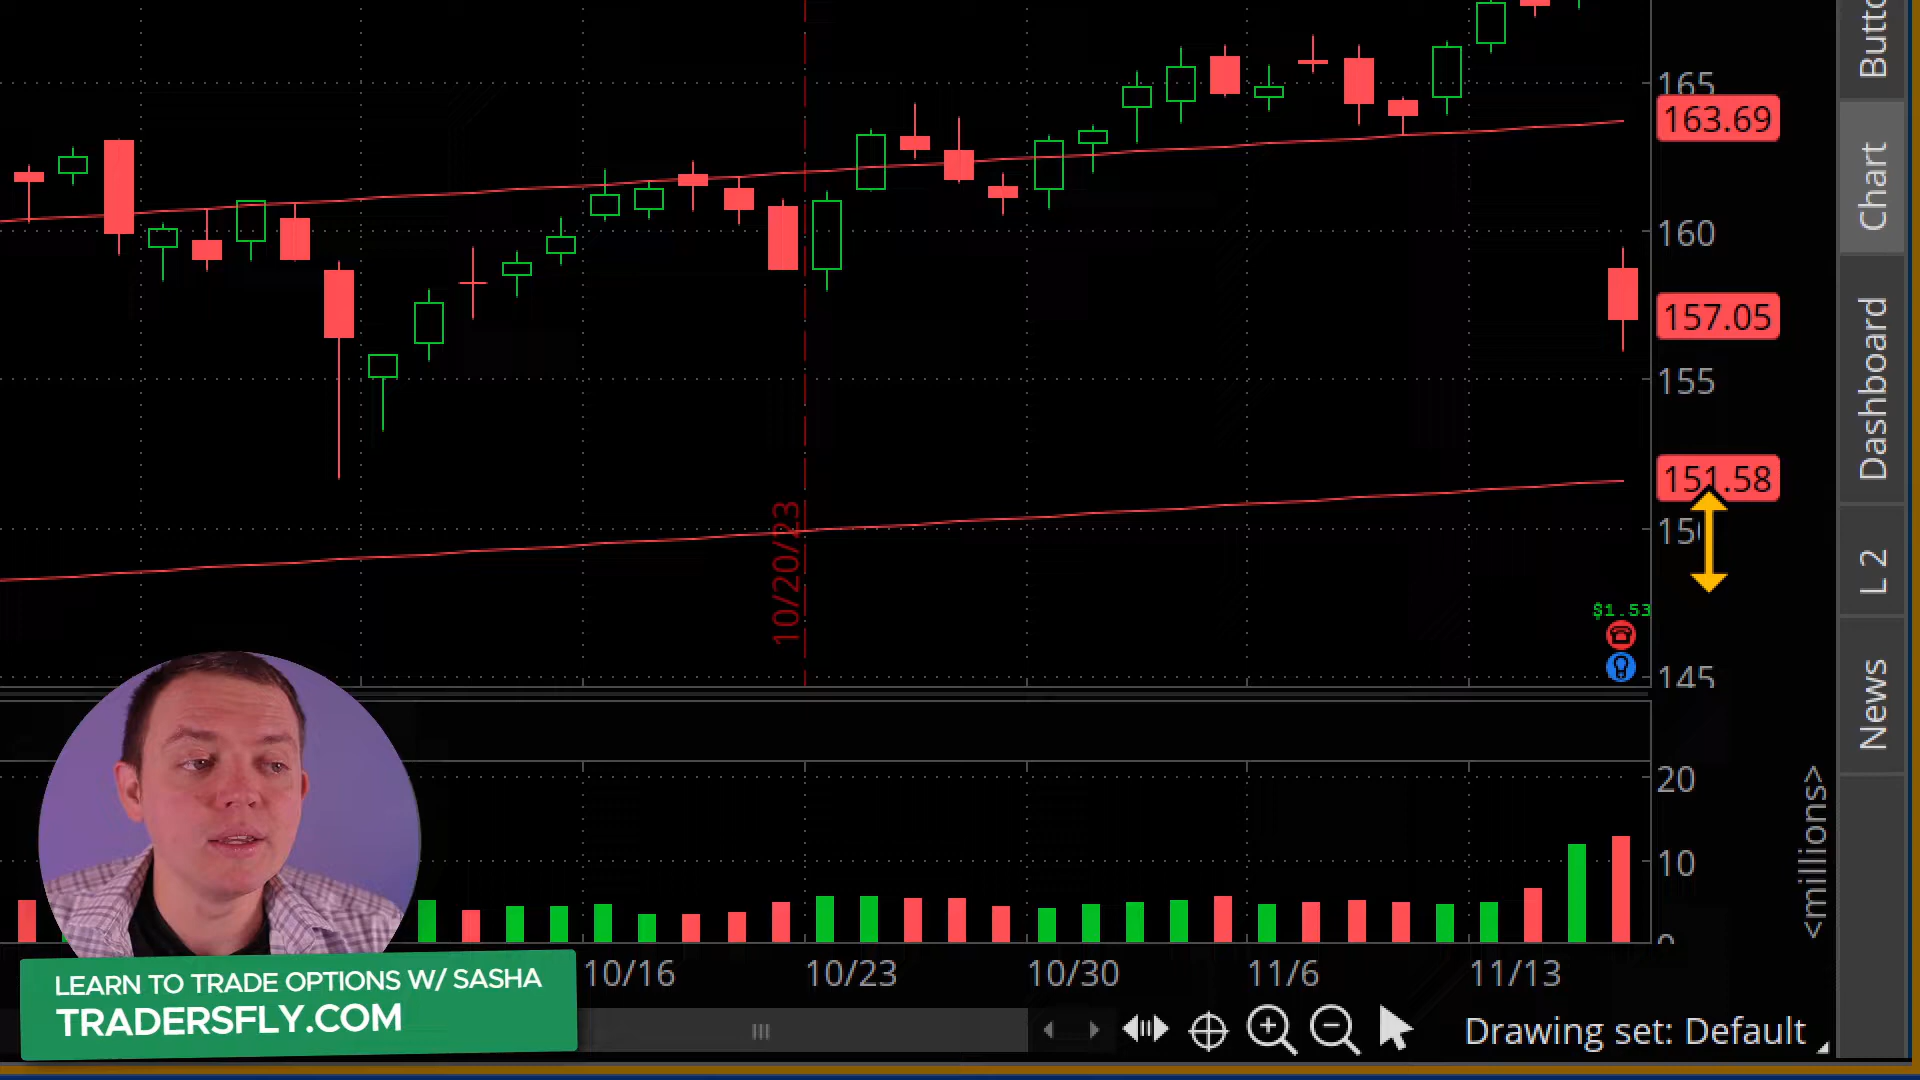 Butto
165
163.69
Chart
160
157.05
155
Dashboard
151.58
150
10/20/23
L 2
$1.53
145
News
20
<millions>
10
0
10/16
10/23
10/30
11/6
11/13
LEARN TO TRADE OPTIONS W/ SASHA
TRADERSFLY.COM
Drawing set: Default